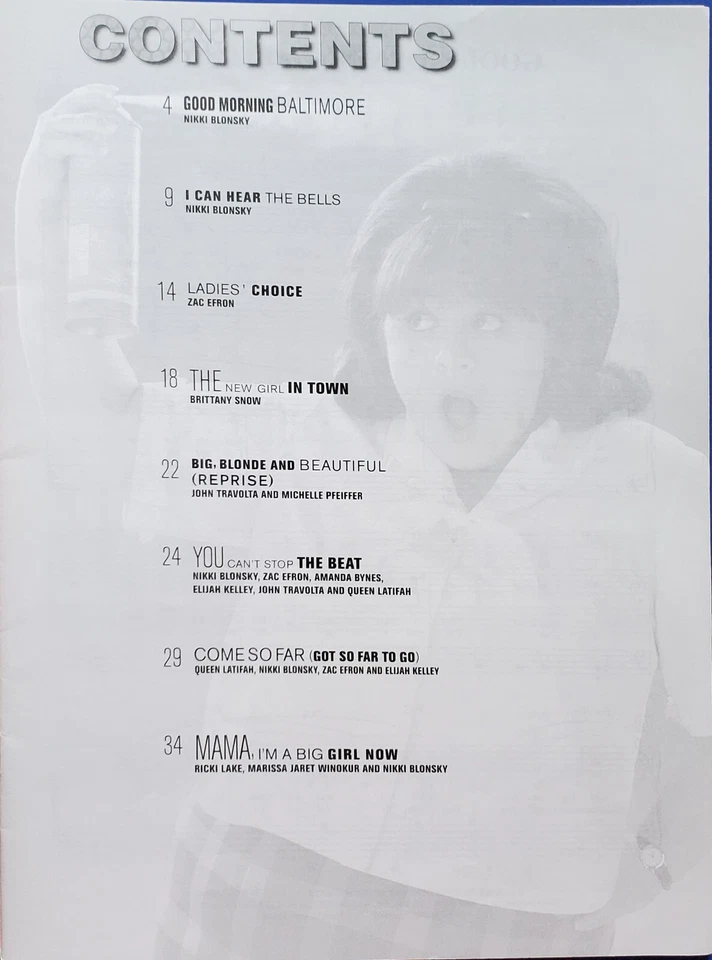 CONTENTS
4 GOOD MORNING BALTIMORE
NIKKI BLONSKY
9 I CAN HEAR THE BELLS
NIKKI BLONSKY
14 LADIES' CHOICE
ZAC EFRON
18 THE NEW GIRL IN TOWN
BRITTANY SNOW
22 BIG, BLONDE AND BEAUTIFUL
(REPRISE)
JOHN TRAVOLTA AND MICHELLE PFEIFFER
24 YOU CAN'T STOP THE BEAT
NIKKI BLONSKY, ZAC EFRON, AMANDA BYNES,
ELIJAH KELLEY, JOHN TRAVOLTA AND QUEEN LATIFAH
29 COME SO FAR (GOT SO FAR TO GO)
QUEEN LATIFAH, NIKKI BLONSKY, ZAC EFRON AND ELIJAH KELLEY
34 MAMA, I'M A BIG GIRL NOW
RICKI LAKE, MARISSA JARET WINOKUR AND NIKKI BLONSKY